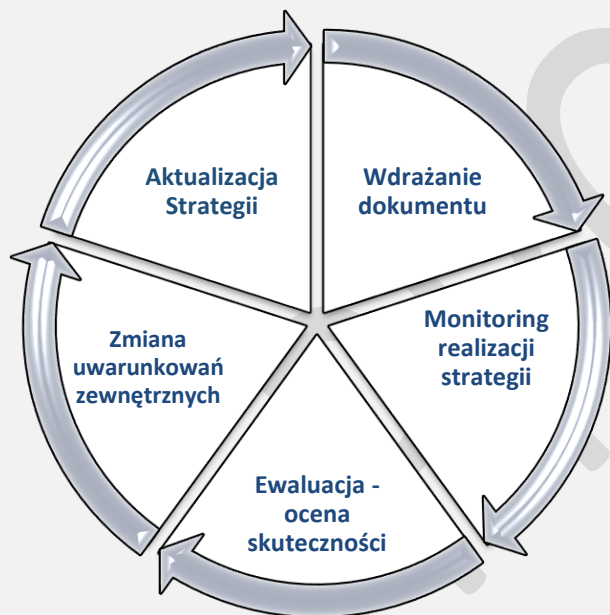 Wdrażanie
dokumentu
Monitoring
realizacji
strategii
Ewaluacja -
ocena
skuteczności
Zmiana
uwarunkowań
zewnętrznych
Aktualizacja
Strategii